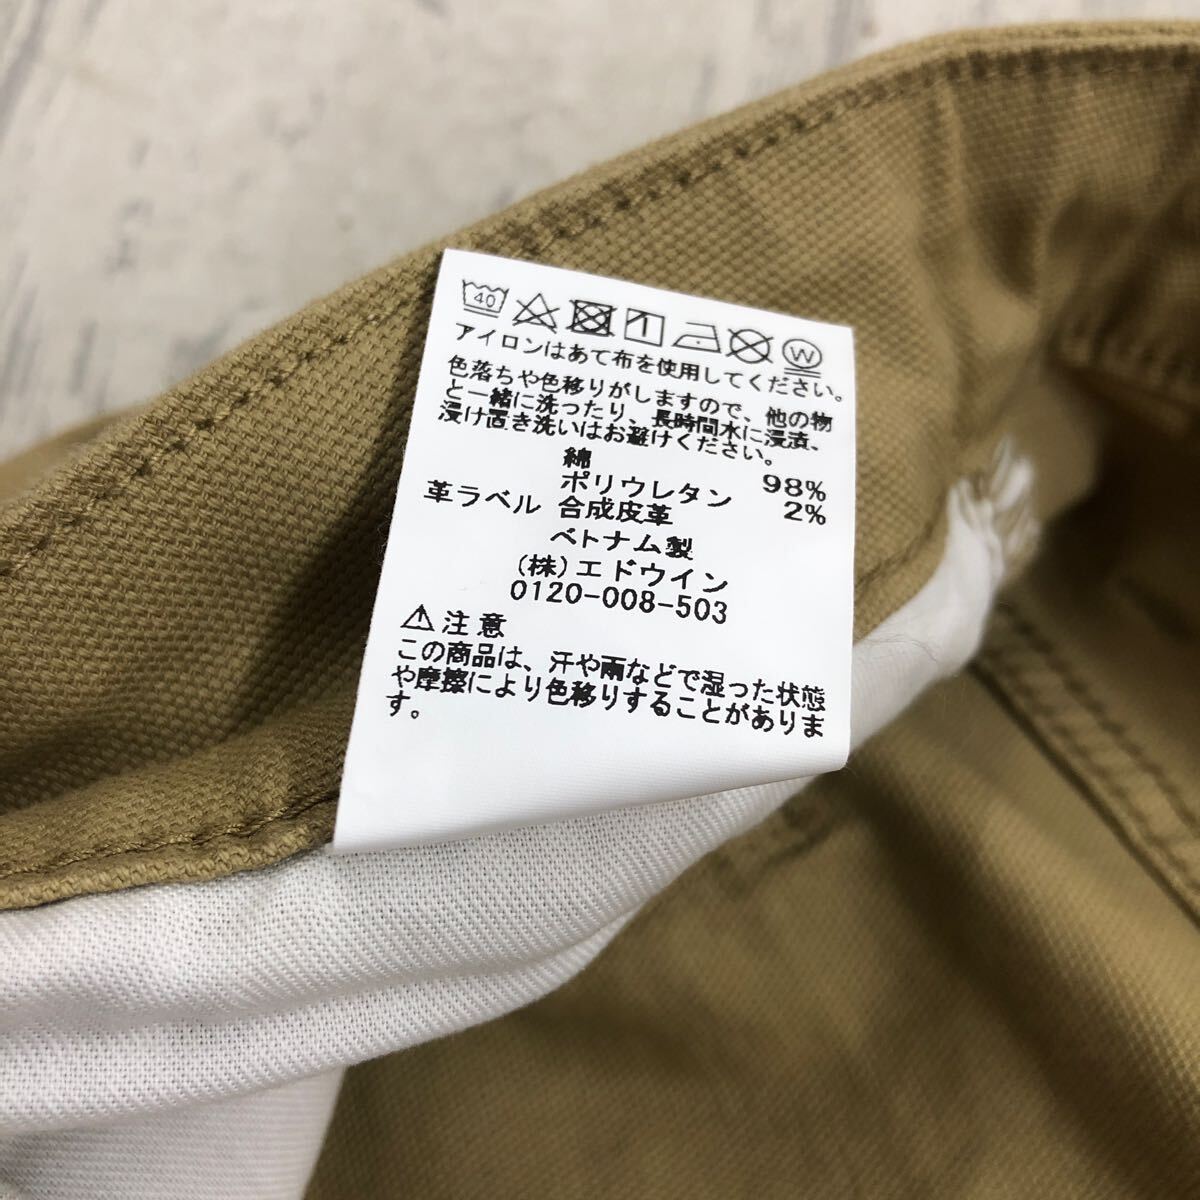 40 1 W
アイロンはあて布を使用してください。
色落ちや色移りがしますので、他の物
と一緒に洗ったり、長時間水に浸漬、
浸け置き洗いはお避けください。
綿 98%
ポリウレタン 2%
革ラベル 合成皮革
ベトナム製
(株)エドウイン
0120-008-503
⚠注意
この商品は、汗や雨などで湿った状態
や摩擦により色移りすることがありま
す。